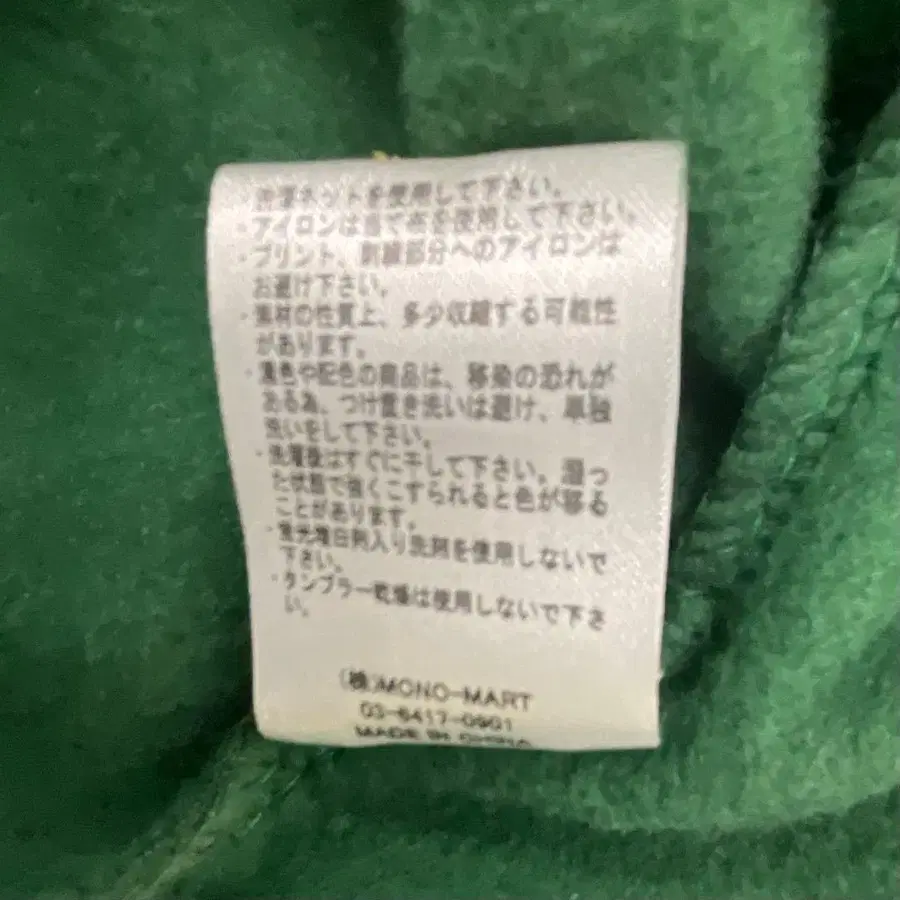 ・洗濯ネットを使用して下さい。
・アイロンは当て布を使用して下さい。
・プリント、刺繍部分へのアイロンは
お避け下さい。
・素材の性質上、多少収縮する可能性
があります。
・濃色や配色の商品は、移染の恐れが
ある為、つけ置き洗いは避け、単独
洗いをして下さい。
・洗濯後はすぐに干して下さい。湿っ
た状態で強くこすられると色が移る
ことがあります。
・蛍光増白剤入り洗剤を使用しないで
下さい。
・タンブラー乾燥は使用しないで下さ
い。
(株)MONO-MART
03-6417-0901
MADE IN CHINA